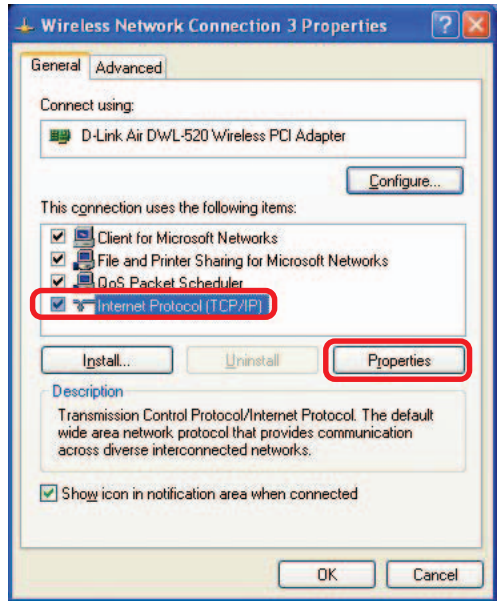 Wireless Network Connection 3 Properties
General Advanced
Connect using:
D-Link Air DWL-520 Wireless PCI Adapter
Configure...
This connection uses the following items:
Client for Microsoft Networks
File and Printer Sharing for Microsoft Networks
QoS Packet Scheduler
Internet Protocol (TCP/IP)
Install... Uninstall Properties
Description
Transmission Control Protocol/Internet Protocol. The default
wide area network protocol that provides communication
across diverse interconnected networks.
Show icon in notification area when connected
OK Cancel